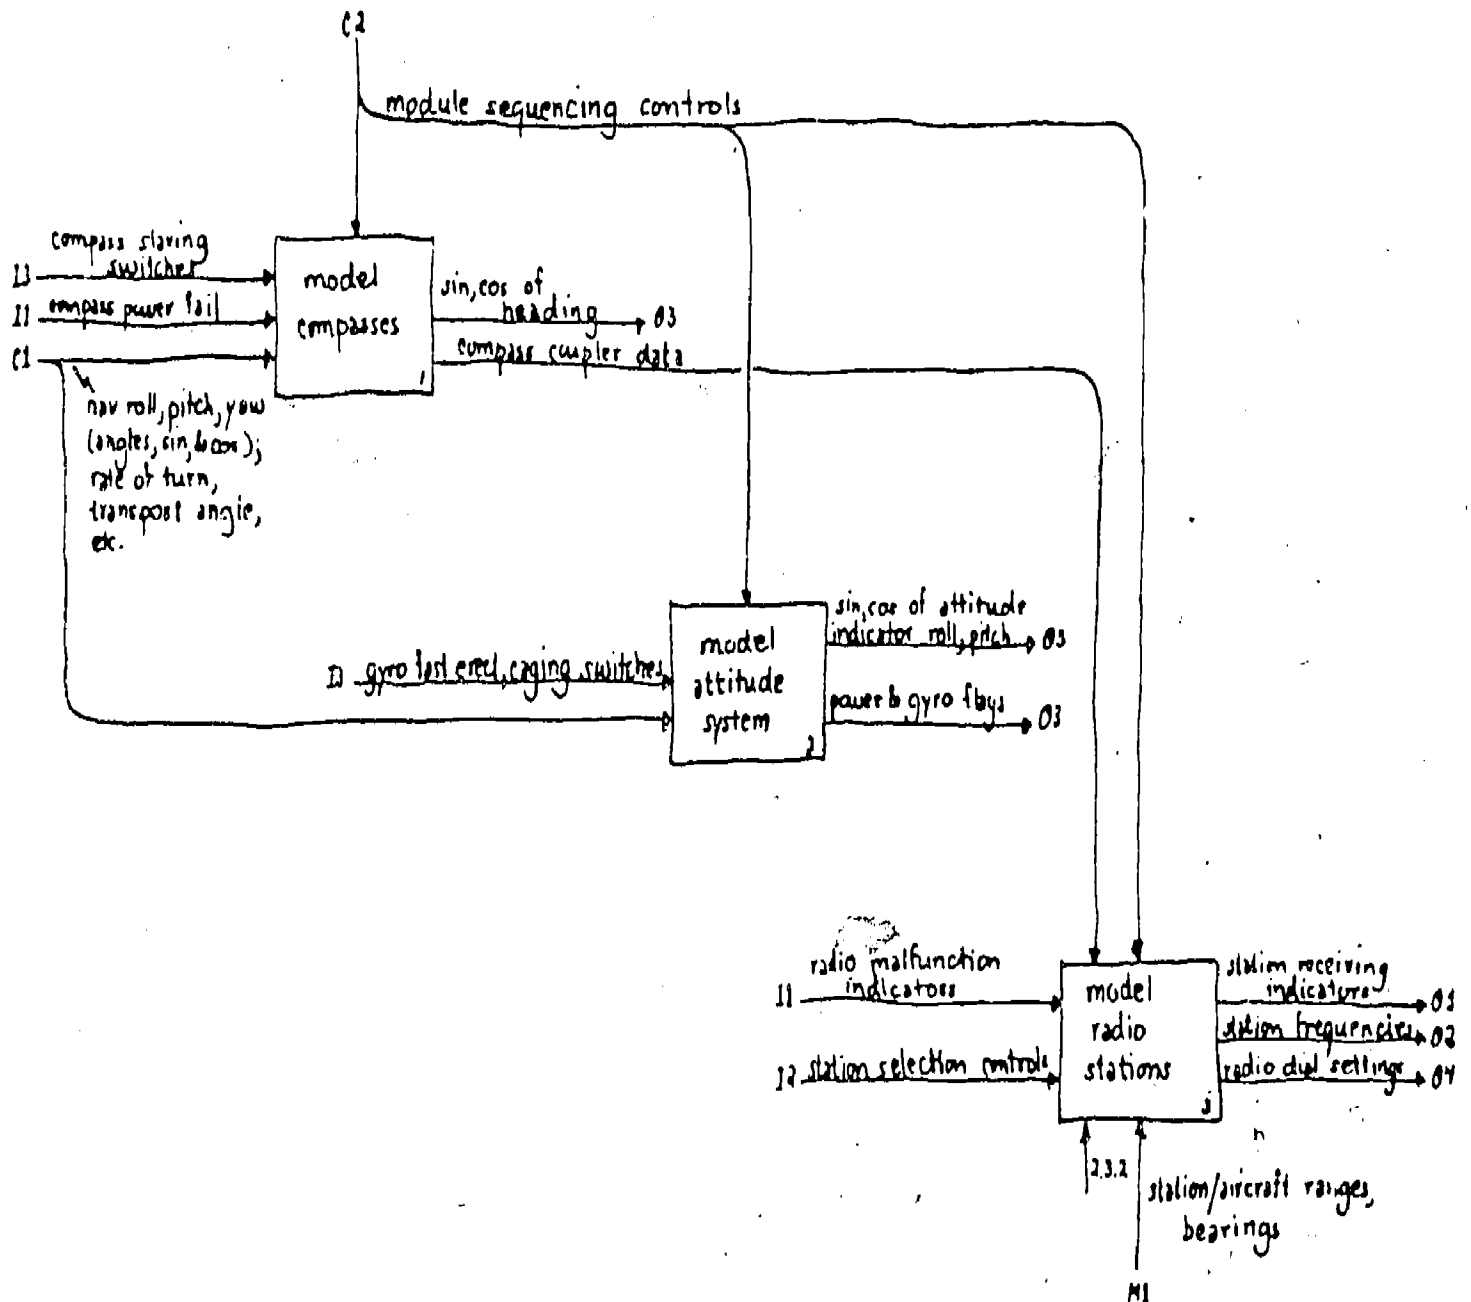 C2
module sequencing controls
compass slaving
switches
I3
I1 compass power fail
C1
model
compasses
1
sin, cos of
heading
O3
compass coupler data
nav roll, pitch, yaw
(angles, sin, & cos);
rate of turn,
transport angle,
etc.
I3 gyro fast erect, caging switches
model
attitude
system
2
sin, cos of attitude
indicator roll, pitch
O3
power & gyro flags
O3
radio malfunction
indicators
I1
I2 station selection controls
model
radio
stations
3
station receiving
indicators
O1
station frequencies O2
radio dial settings O4
2.3.2
station/aircraft ranges,
bearings
M1